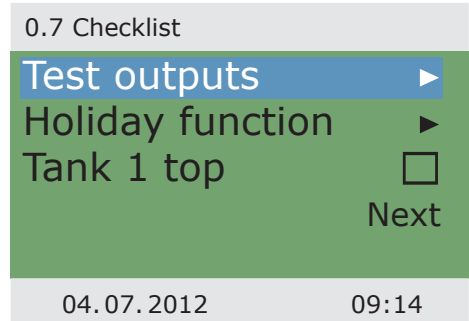 0.7 Checklist
Test outputs
Holiday function
Tank 1 top
Next
04.07.2012 09:14